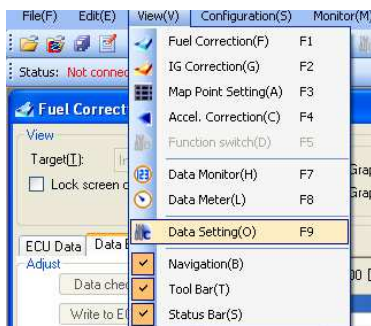 File(F) Edit(E) View(V) Configuration(S) Monitor(M)
Status: Not connec
Fuel Correction(F) F1
IG Correction(G) F2
Map Point Setting(A) F3
Accel. Correction(C) F4
Function switch(D) F5
Data Monitor(H) F7
Data Meter(L) F8
Data Setting(O) F9
Navigation(B)
Tool Bar(T)
Status Bar(S)
Fuel Correct
View
Target(T):
Lock screen
Gra
Gra
ECU Data Data
Adjust
Data chec
Write to E